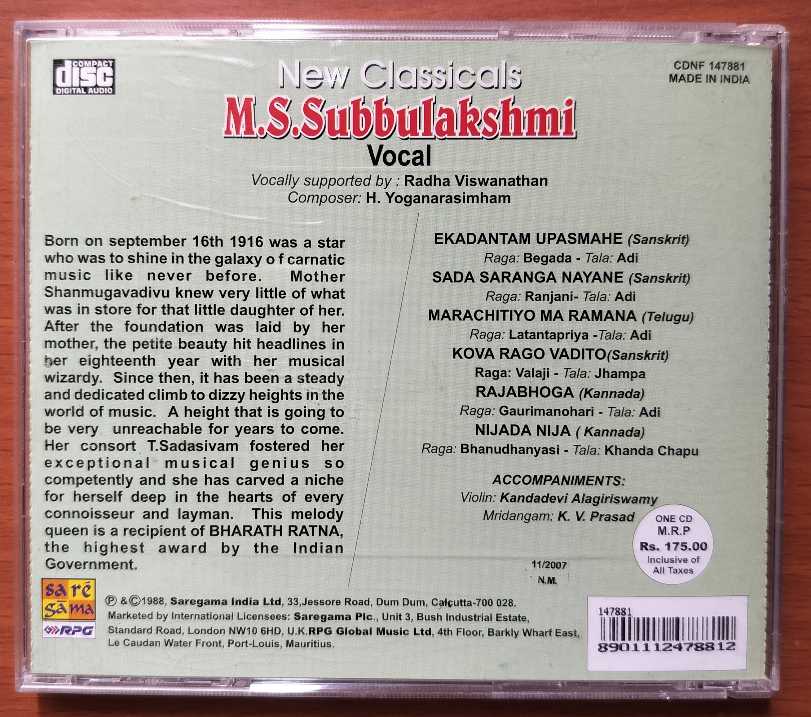 COMPACT
disc
DIGITAL AUDIO
New Classicals
CDNF 147881
MADE IN INDIA
M.S.Subbulakshmi
Vocal
Vocally supported by : Radha Viswanathan
Composer: H. Yoganarasimham
Born on september 16th 1916 was a star
who was to shine in the galaxy o f carnatic
music like never before. Mother
Shanmugavadivu knew very little of what
was in store for that little daughter of her.
After the foundation was laid by her
mother, the petite beauty hit headlines in
her eighteenth year with her musical
wizardy. Since then, it has been a steady
and dedicated climb to dizzy heights in the
world of music. A height that is going to
be very unreachable for years to come.
Her consort T.Sadasivam fostered her
exceptional musical genius so
competently and she has carved a niche
for herself deep in the hearts of every
connoisseur and layman. This melody
queen is a recipient of BHARATH RATNA,
the highest award by the Indian
Government.
EKADANTAM UPASMAHE (Sanskrit)
Raga: Begada - Tala: Adi
SADA SARANGA NAYANE (Sanskrit)
Raga: Ranjani- Tala: Adi
MARACHITIYO MA RAMANA (Telugu)
Raga: Latantapriya -Tala: Adi
KOVA RAGO VADITO(Sanskrit)
Raga: Valaji - Tala: Jhampa
RAJABHOGA (Kannada)
Raga: Gaurimanohari - Tala: Adi
NIJADA NIJA ( Kannada)
Raga: Bhanudhanyasi - Tala: Khanda Chapu
ACCOMPANIMENTS:
Violin: Kandadevi Alagiriswamy
Mridangam: K. V. Prasad
ONE CD
M.R.P
Rs. 175.00
Inclusive of
All Taxes
11/2007
N.M.
sa ré
gãma
RPG
℗ &©1988, Saregama India Ltd, 33,Jessore Road, Dum Dum, Calcutta-700 028.
Marketed by International Licensees: Saregama Plc., Unit 3, Bush Industrial Estate,
Standard Road, London NW10 6HD, U.K.RPG Global Music Ltd, 4th Floor, Barkly Wharf East,
Le Caudan Water Front, Port-Louis, Mauritius.
147881
8901112478812